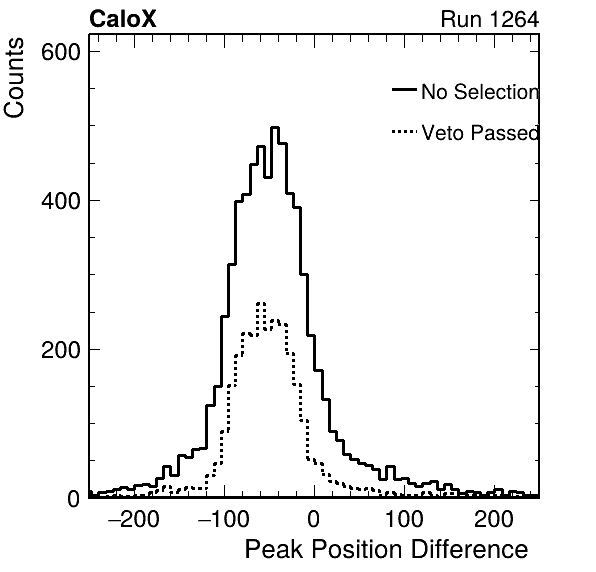 CaloX Run 1264
Counts
600
No Selection
Veto Passed
400
200
0
−200 −100 0 100 200
Peak Position Difference